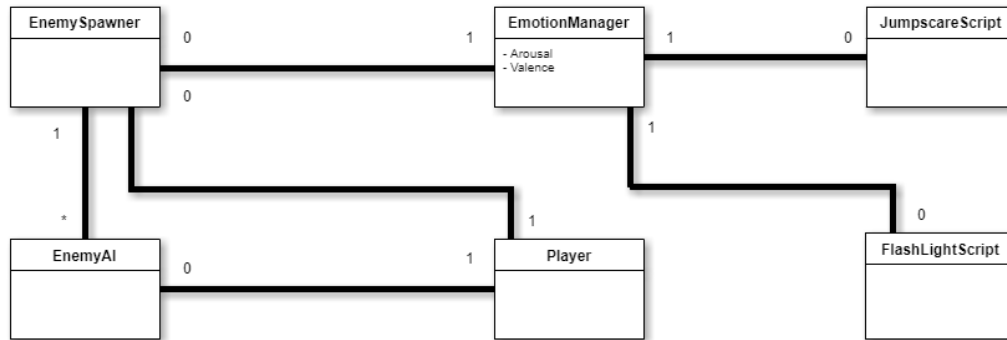 EnemySpawner
EmotionManager
JumpscareScript
0
1
1
0
- Arousal
- Valence
0
1
1
*
1
0
EnemyAI
0
1
Player
FlashLightScript